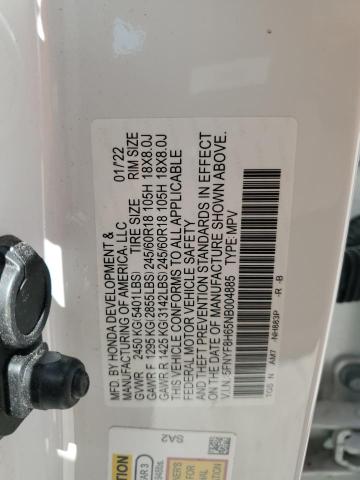 MFD. BY HONDA DEVELOPMENT &
MANUFACTURING OF AMERICA, LLC 01/'22
GVWR 2450 KG(5401LBS) TIRE SIZE RIM SIZE
GAWR F 1295 KG(2855LBS) 245/60R18 105H 18X8.0J
GAWR R 1425 KG(3142LBS) 245/60R18 105H 18X8.0J
THIS VEHICLE CONFORMS TO ALL APPLICABLE
FEDERAL MOTOR VEHICLE SAFETY
AND THEFT PREVENTION STANDARDS IN EFFECT
ON THE DATE OF MANUFACTURE SHOWN ABOVE.
V.I.N. 5FNYF8H65NB004885 TYPE:MPV
TGS N AM7 -NH883P -R -B
SA2